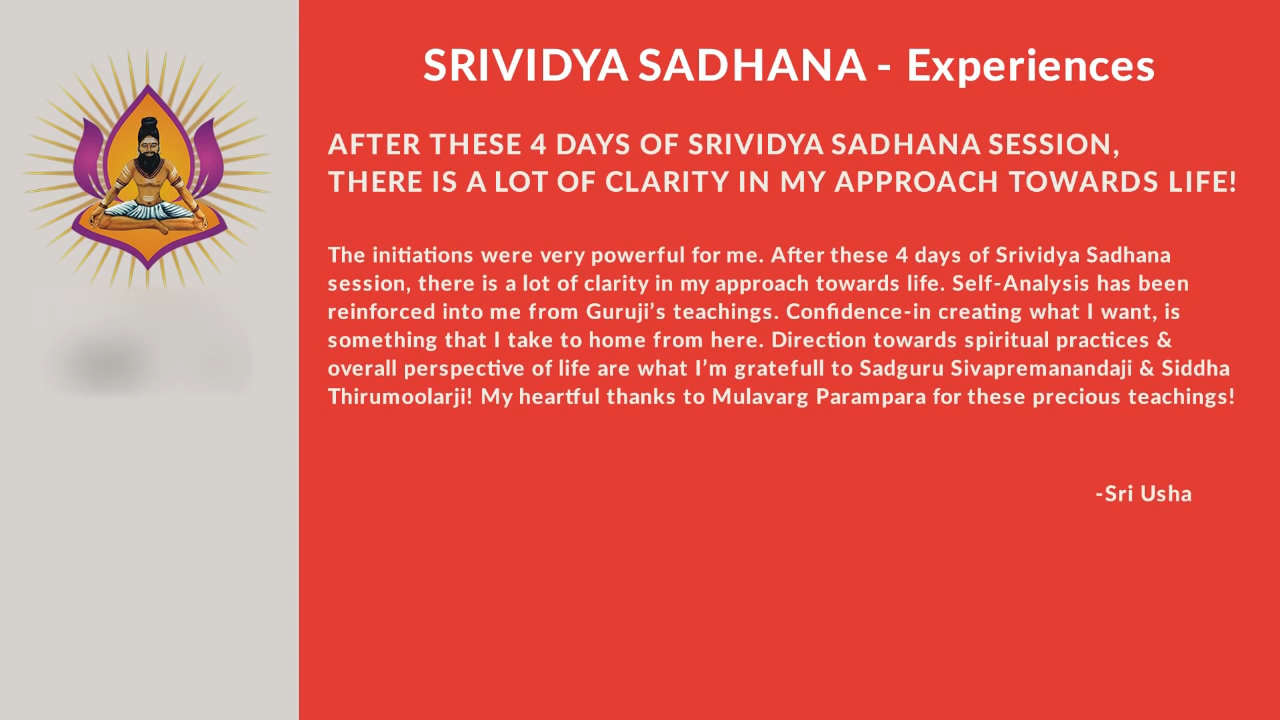 SRIVIDYA SADHANA - Experiences
AFTER THESE 4 DAYS OF SRIVIDYA SADHANA SESSION,
THERE IS A LOT OF CLARITY IN MY APPROACH TOWARDS LIFE!
The initiations were very powerful for me. After these 4 days of Srividya Sadhana
session, there is a lot of clarity in my approach towards life. Self-Analysis has been
reinforced into me from Guruji’s teachings. Confidence-in creating what I want, is
something that I take to home from here. Direction towards spiritual practices &
overall perspective of life are what I’m gratefull to Sadguru Sivapremanandaji & Siddha
Thirumoolarji! My heartful thanks to Mulavarg Parampara for these precious teachings!
-Sri Usha